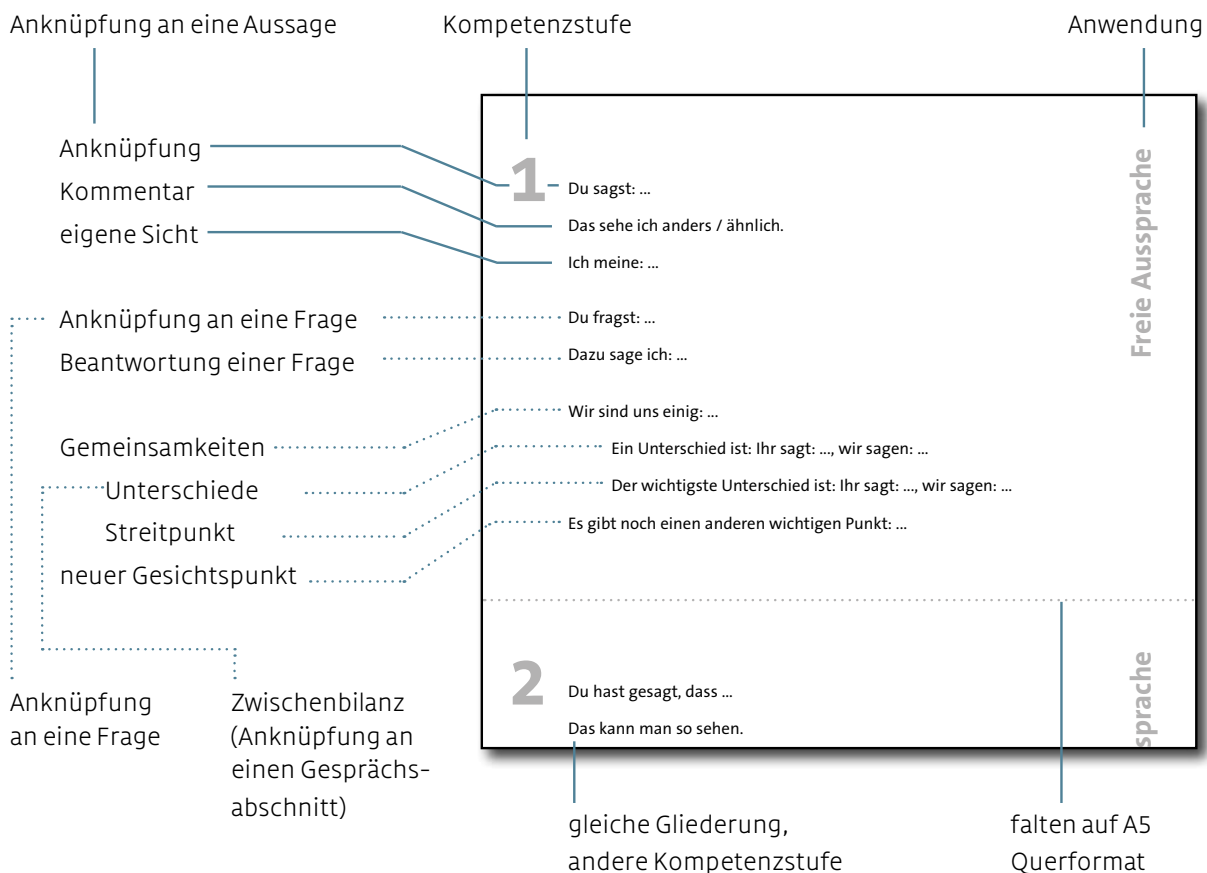 Anknüpfung an eine Aussage
Kompetenzstufe
Anwendung
Anknüpfung
Kommentar
eigene Sicht
Anknüpfung an eine Frage
Beantwortung einer Frage
Gemeinsamkeiten
Unterschiede
Streitpunkt
neuer Gesichtspunkt
Anknüpfung
an eine Frage
Zwischenbilanz
(Anknüpfung an
einen Gesprächs-
abschnitt)
1
Du sagst: ...
Das sehe ich anders / ähnlich.
Ich meine: ...
Du fragst: ...
Dazu sage ich: ...
Wir sind uns einig: ...
Ein Unterschied ist: Ihr sagt: ..., wir sagen: ...
Der wichtigste Unterschied ist: Ihr sagt: ..., wir sagen: ...
Es gibt noch einen anderen wichtigen Punkt: ...
Freie Aussprache
2
Du hast gesagt, dass ...
Das kann man so sehen.
sprache
gleiche Gliederung,
andere Kompetenzstufe
falten auf A5
Querformat